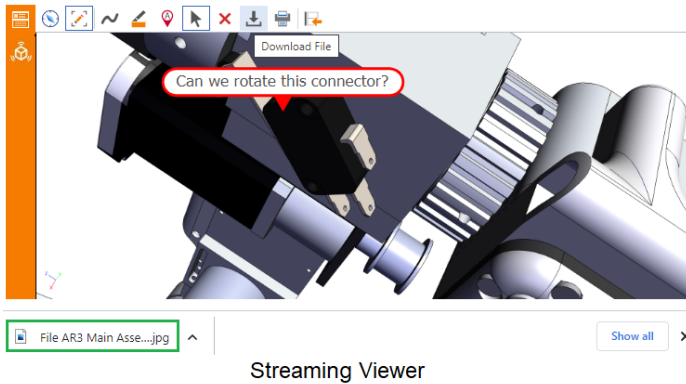 Download File
Can we rotate this connector?
File AR3 Main Asse....jpg
Show all
Streaming Viewer